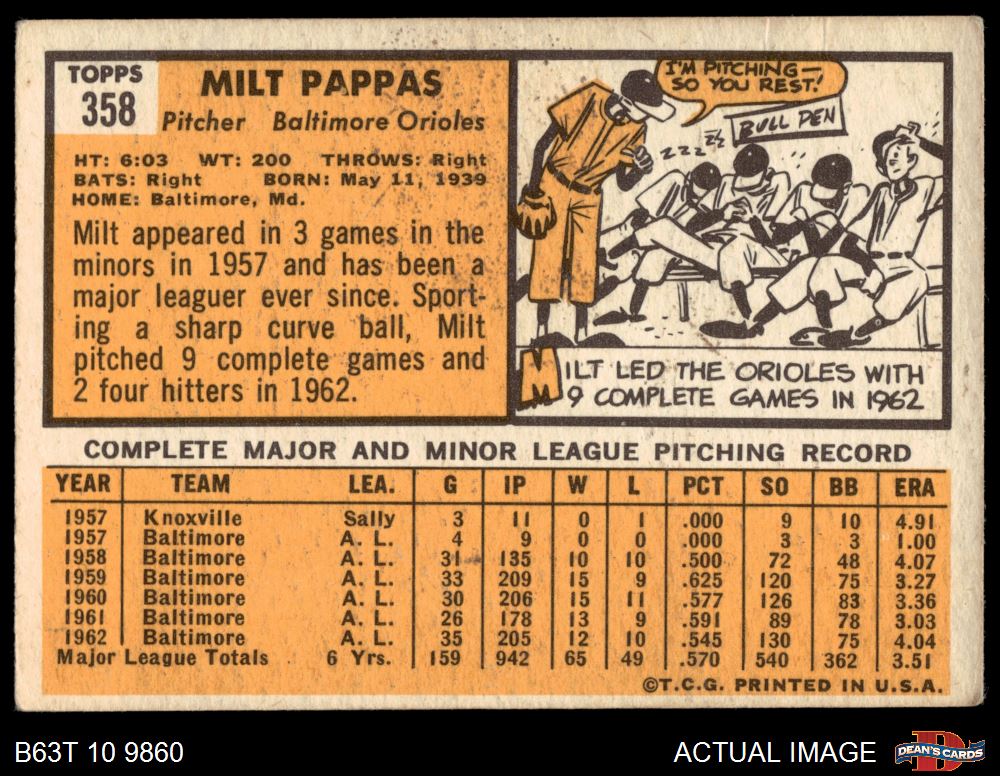 TOPPS
358
MILT PAPPAS
Pitcher Baltimore Orioles
HT: 6:03 WT: 200 THROWS: Right
BATS: Right BORN: May 11, 1939
HOME: Baltimore, Md.
Milt appeared in 3 games in the
minors in 1957 and has been a
major leaguer ever since. Sport-
ing a sharp curve ball, Milt
pitched 9 complete games and
2 four hitters in 1962.
I'M PITCHING—
SO YOU REST!
BULL PEN
ZZZZZZ
MILT LED THE ORIOLES WITH
9 COMPLETE GAMES IN 1962
M
COMPLETE MAJOR AND MINOR LEAGUE PITCHING RECORD
YEAR TEAM LEA. G IP W L PCT SO BB ERA
1957 Knoxville Sally 3 11 0 1 .000 9 10 4.91
1957 Baltimore A. L. 4 9 0 0 .000 3 3 1.00
1958 Baltimore A. L. 31 135 10 10 .500 72 48 4.07
1959 Baltimore A. L. 33 209 15 9 .625 120 75 3.27
1960 Baltimore A. L. 30 206 15 11 .577 126 83 3.36
1961 Baltimore A. L. 26 178 13 9 .591 89 78 3.03
1962 Baltimore A. L. 35 205 12 10 .545 130 75 4.04
Major League Totals 6 Yrs. 159 942 65 49 .570 540 362 3.51
©T.C.G. PRINTED IN U.S.A.
B63T 10 9860
ACTUAL IMAGE
DEAN'S CARDS